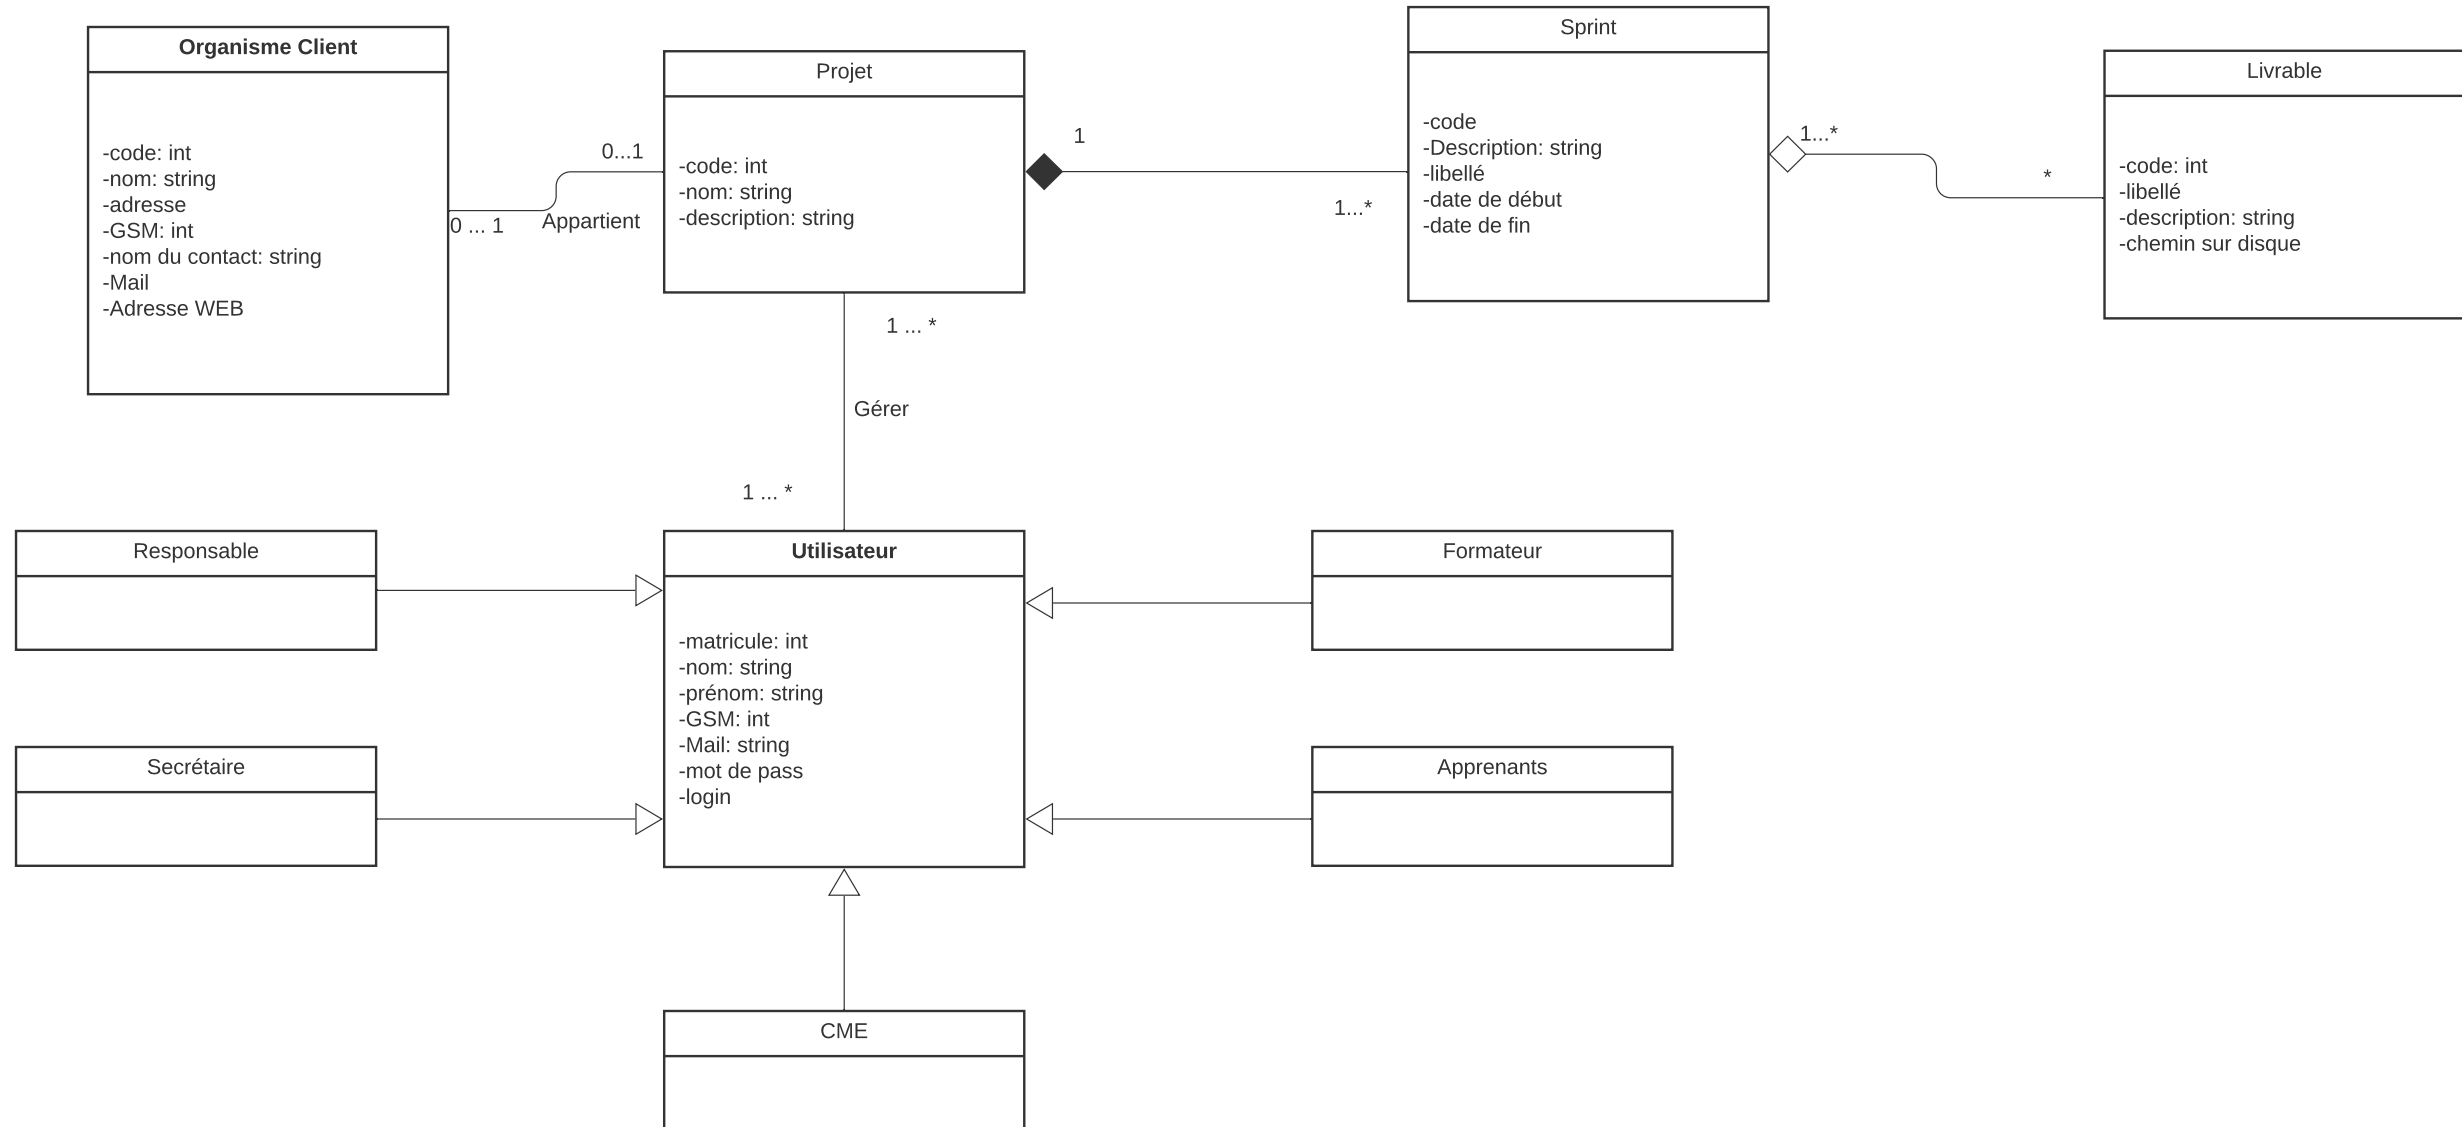 Organisme Client
-code: int
-nom: string
-adresse
-GSM: int
-nom du contact: string
-Mail
-Adresse WEB
0 ... 1
Appartient
0...1
Projet
-code: int
-nom: string
-description: string
1
1...*
Sprint
-code
-Description: string
-libellé
-date de début
-date de fin
1...*
*
Livrable
-code: int
-libellé
-description: string
-chemin sur disque
1 ... *
Gérer
1 ... *
Responsable
Utilisateur
-matricule: int
-nom: string
-prénom: string
-GSM: int
-Mail: string
-mot de pass
-login
Formateur
Secrétaire
Apprenants
CME